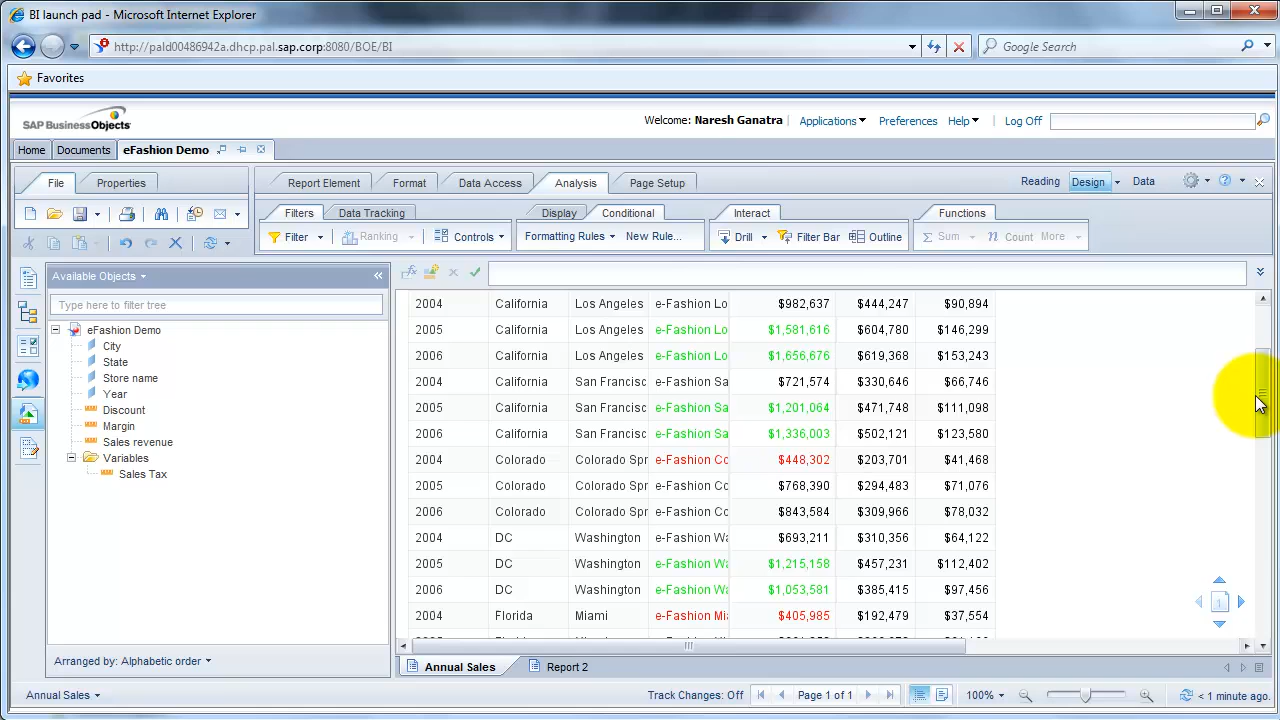 BI launch pad - Microsoft Internet Explorer
http://pald00486942a.dhcp.pal.sap.corp:8080/BOE/BI
Google Search
Favorites
SAP BusinessObjects
Welcome: Naresh Ganatra
Applications
Preferences
Help
Log Off
Home
Documents
eFashion Demo
File
Properties
Report Element
Format
Data Access
Analysis
Page Setup
Reading
Design
Data
Filters
Data Tracking
Display
Conditional
Interact
Functions
Filter
Ranking
Controls
Formatting Rules
New Rule...
Drill
Filter Bar
Outline
Sum
Count
More
Available Objects
Type here to filter tree
eFashion Demo
City
State
Store name
Year
Discount
Margin
Sales revenue
Variables
Sales Tax
2004 California Los Angeles e-Fashion Lo $982,637 $444,247 $90,894
2005 California Los Angeles e-Fashion Lo $1,581,616 $604,780 $146,299
2006 California Los Angeles e-Fashion Lo $1,656,676 $619,368 $153,243
2004 California San Francisc e-Fashion Sa $721,574 $330,646 $66,746
2005 California San Francisc e-Fashion Sa $1,201,064 $471,748 $111,098
2006 California San Francisc e-Fashion Sa $1,336,003 $502,121 $123,580
2004 Colorado Colorado Spr e-Fashion Co $448,302 $203,701 $41,468
2005 Colorado Colorado Spr e-Fashion Co $768,390 $294,483 $71,076
2006 Colorado Colorado Spr e-Fashion Co $843,584 $309,966 $78,032
2004 DC Washington e-Fashion Wa $693,211 $310,356 $64,122
2005 DC Washington e-Fashion Wa $1,215,158 $457,231 $112,402
2006 DC Washington e-Fashion Wa $1,053,581 $385,415 $97,456
2004 Florida Miami e-Fashion Mi $405,985 $192,479 $37,554
1
Arranged by: Alphabetic order
Annual Sales
Report 2
Annual Sales
Track Changes: Off
Page 1 of 1
100%
< 1 minute ago.